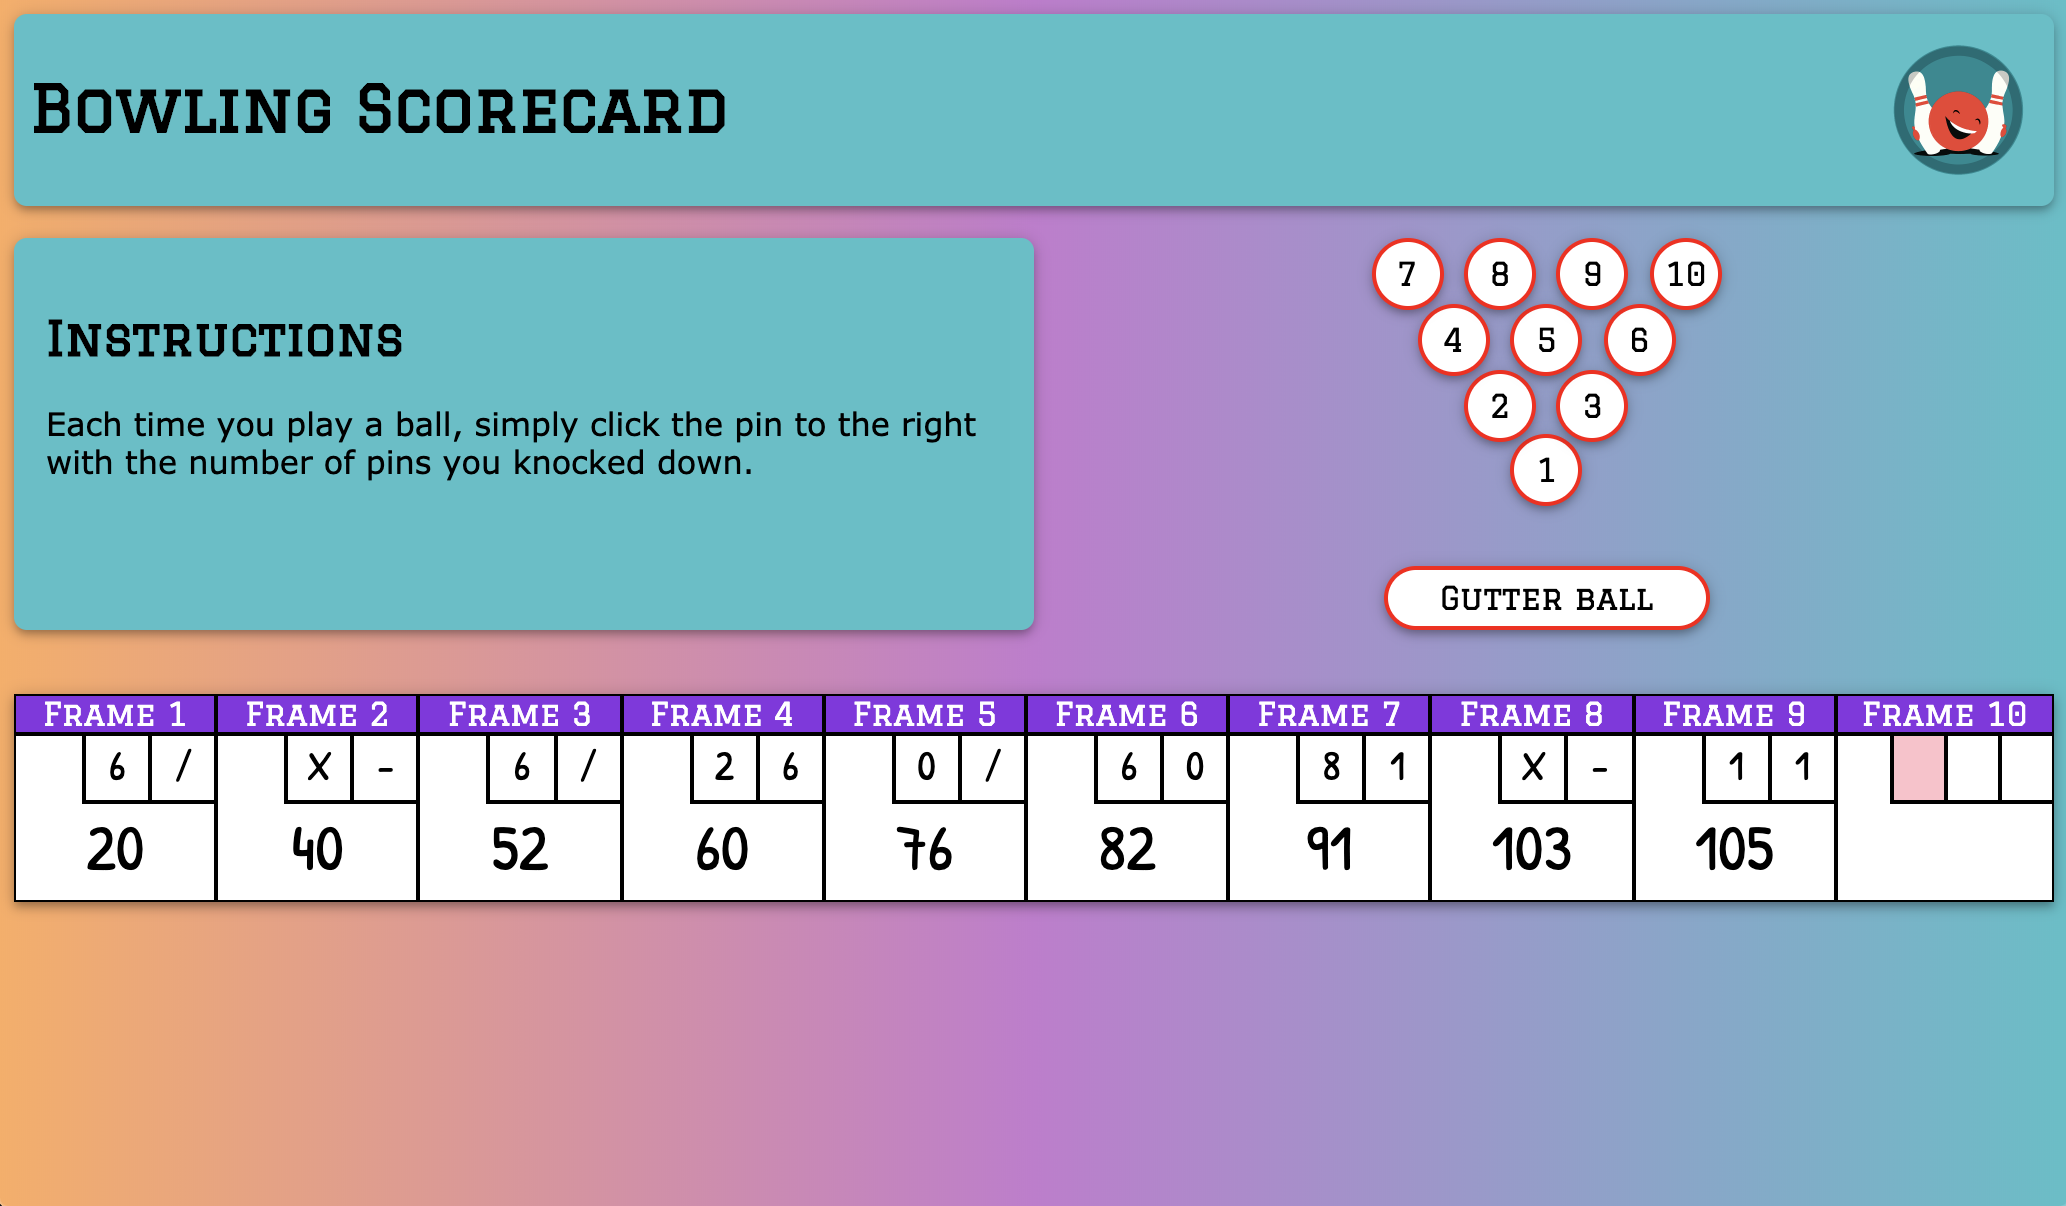 Bowling Scorecard
Instructions
Each time you play a ball, simply click the pin to the right
with the number of pins you knocked down.
7 8 9 10
4 5 6
2 3
1
Gutter ball
Frame 1 Frame 2 Frame 3 Frame 4 Frame 5 Frame 6 Frame 7 Frame 8 Frame 9 Frame 10
6 / X - 6 / 2 6 0 / 6 0 8 1 X - 1 1
20 40 52 60 76 82 91 103 105